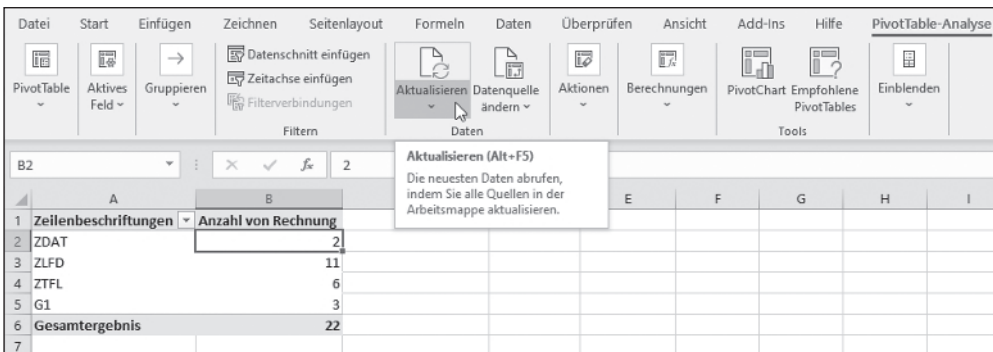 Datei Start Einfügen Zeichnen Seitenlayout Formeln Daten Überprüfen Ansicht Add-Ins Hilfe PivotTable-Analyse
PivotTable
Aktives
Feld
Gruppieren
Datenschnitt einfügen
Zeitachse einfügen
Filterverbindungen
Filtern
Aktualisieren
Datenquelle
ändern
Daten
Aktionen
Berechnungen
PivotChart
Empfohlene
PivotTables
Tools
Einblenden
B2 fx 2
Aktualisieren (Alt+F5)
Die neuesten Daten abrufen,
indem Sie alle Quellen in der
Arbeitsmappe aktualisieren.
A B E F G H I
1 Zeilenbeschriftungen Anzahl von Rechnung
2 ZDAT 2
3 ZLFD 11
4 ZTFL 6
5 G1 3
6 Gesamtergebnis 22
7